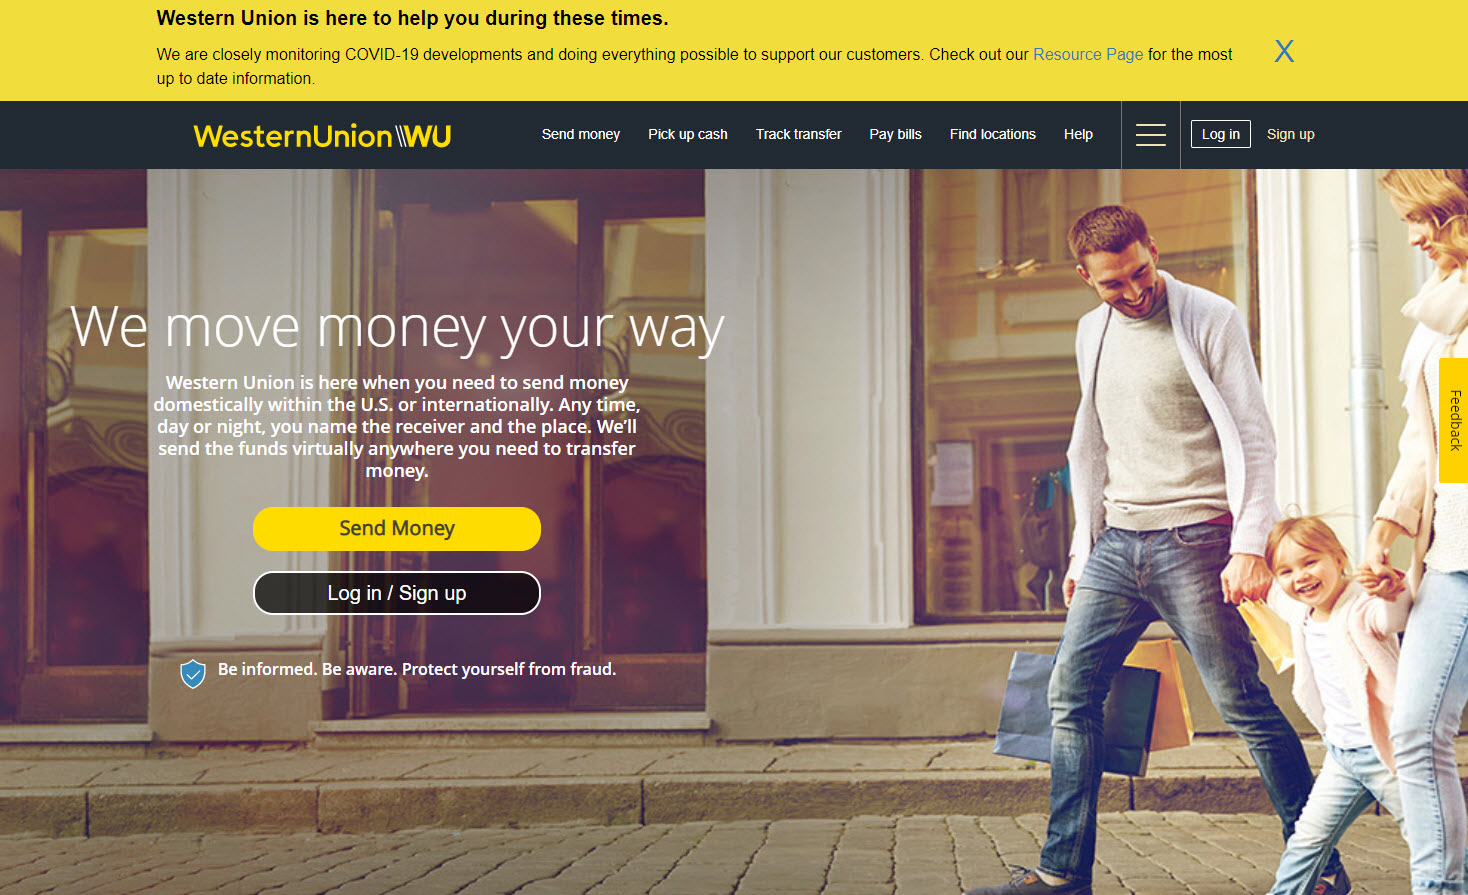 Western Union is here to help you during these times.
We are closely monitoring COVID-19 developments and doing everything possible to support our customers. Check out our Resource Page for the most
up to date information.
X
WesternUnion\\WU
Send money
Pick up cash
Track transfer
Pay bills
Find locations
Help
Log in
Sign up
We move money your way
Western Union is here when you need to send money
domestically within the U.S. or internationally. Any time,
day or night, you name the receiver and the place. We’ll
send the funds virtually anywhere you need to transfer
money.
Send Money
Log in / Sign up
Be informed. Be aware. Protect yourself from fraud.
Feedback